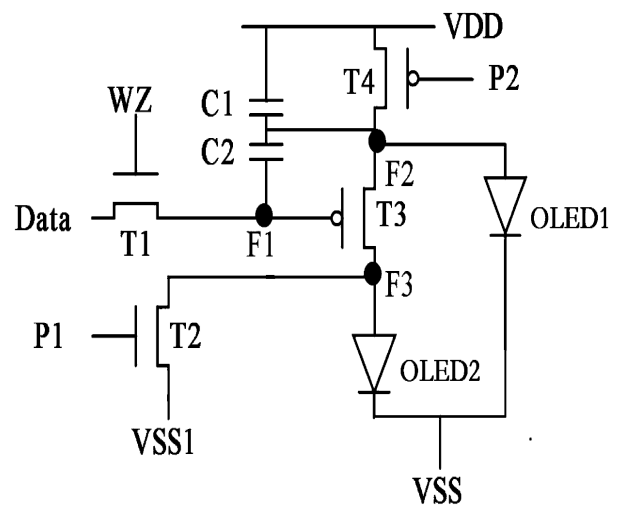 VDD
T4
P2
WZ
C1
C2
F2
Data
T1
F1
T3
OLED1
F3
P1
T2
OLED2
VSS1
VSS